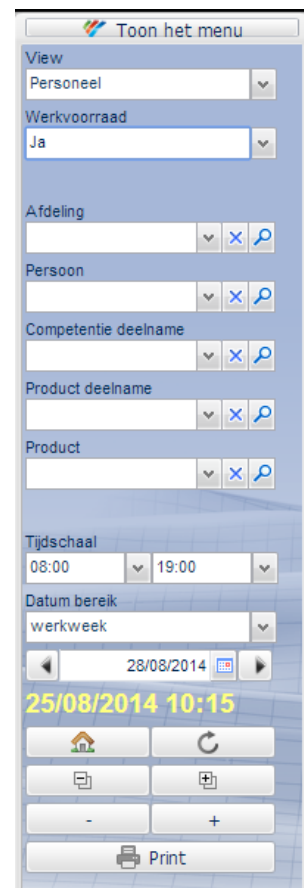 Toon het menu
View
Personeel
Werkvoorraad
Ja
Afdeling
Persoon
Competentie deelname
Product deelname
Product
Tijdschaal
08:00 19:00
Datum bereik
werkweek
28/08/2014
25/08/2014 10:15
- +
Print